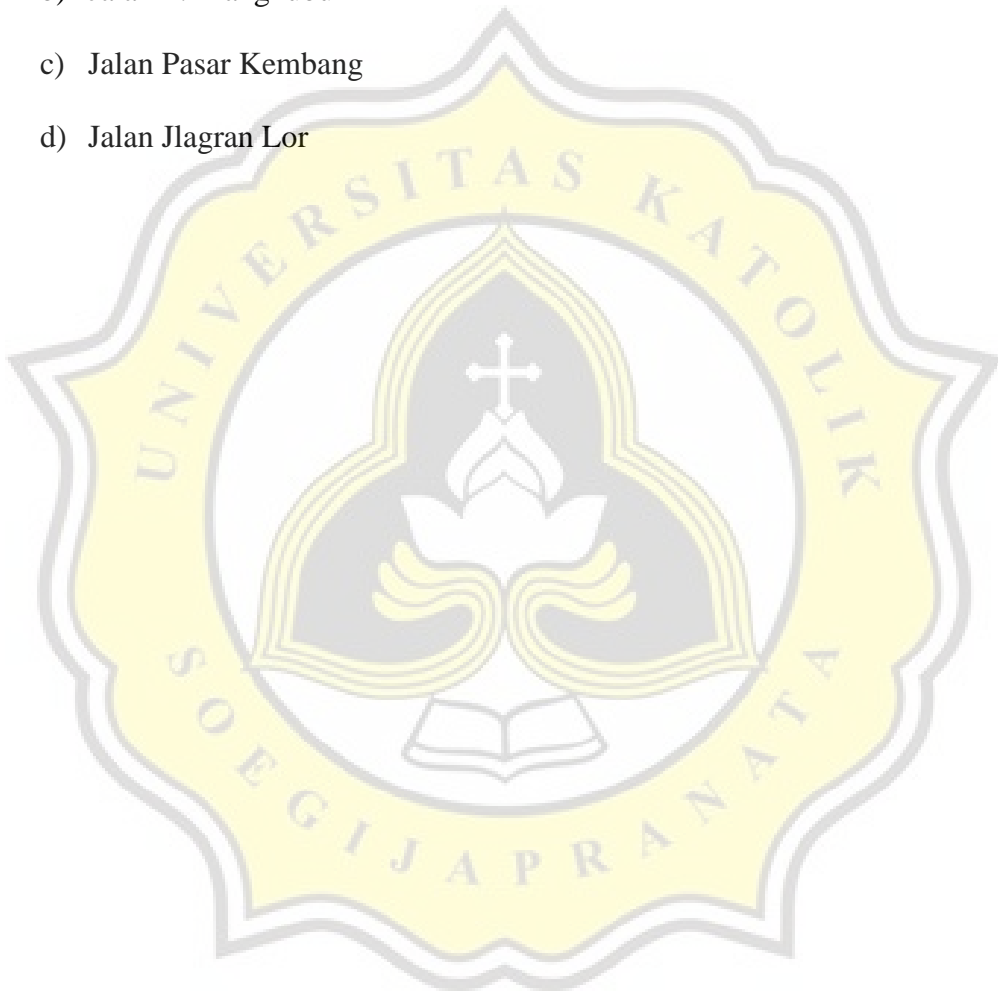 c) Jalan Pasar Kembang
d) Jalan Jlagran Lor
UNIVERSITAS KATOLIK
SOEGIJAPRANATA